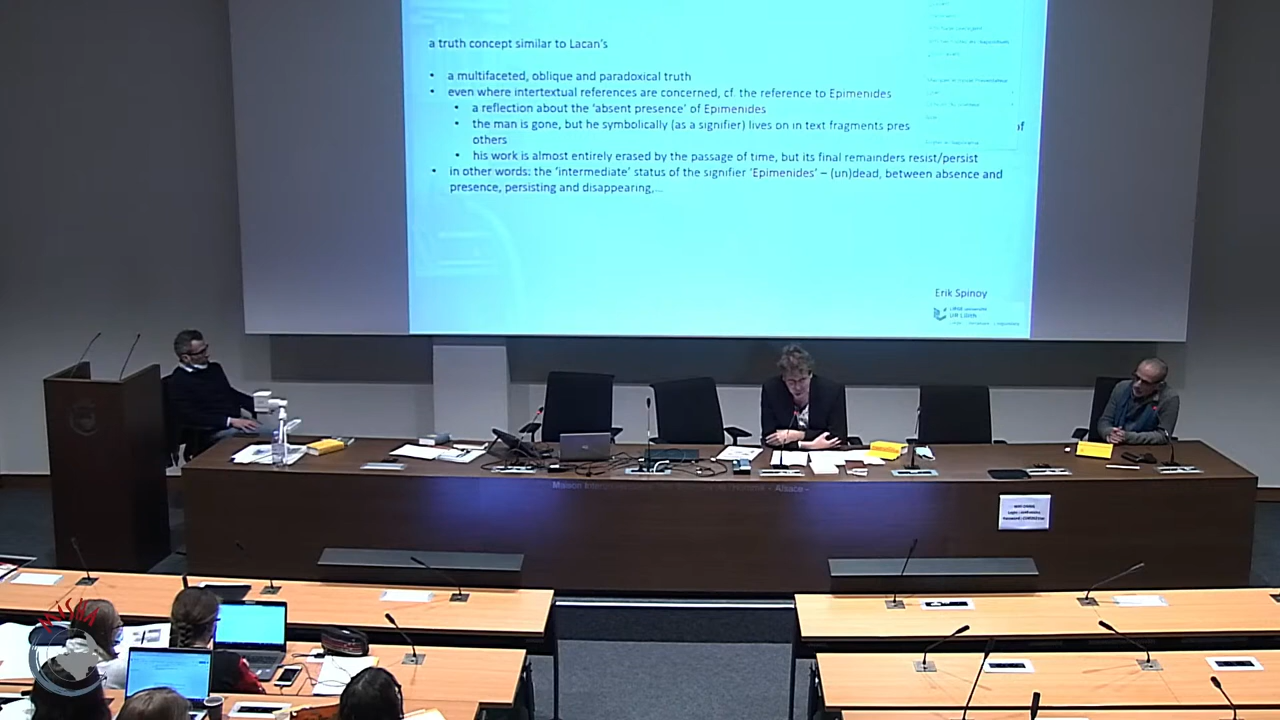 a truth concept similar to Lacan's
• a multifaceted, oblique and paradoxical truth
• even where intertextual references are concerned, cf. the reference to Epimenides
• a reflection about the 'absent presence' of Epimenides
• the man is gone, but he symbolically (as a signifier) lives on in text fragments pres of
others
• his work is almost entirely erased by the passage of time, but its final remainders resist/persist
• in other words: the 'intermediate' status of the signifier 'Epimenides' – (un)dead, between absence and
presence, persisting and disappearing,...
Erik Spinoy
Maison - Alsace -
MISHA